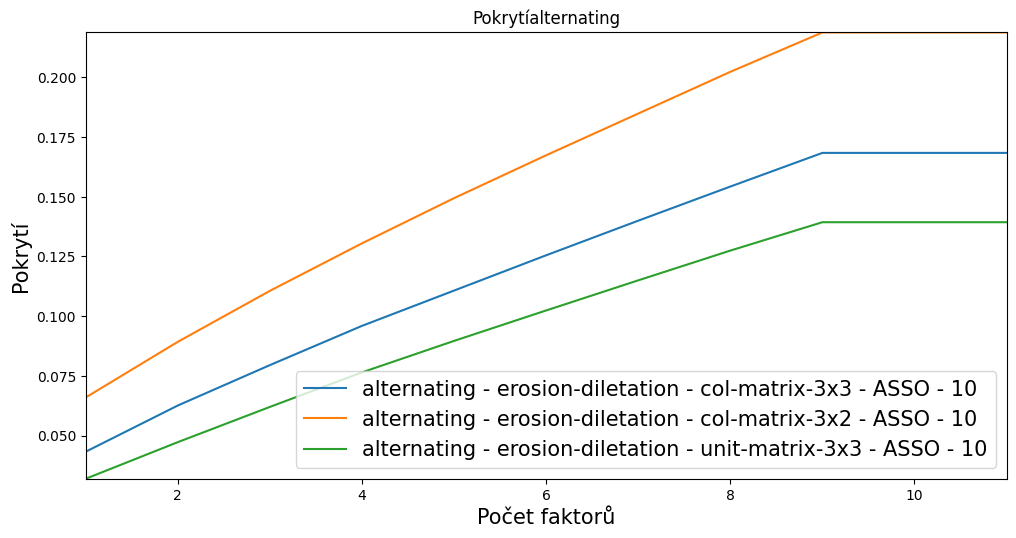 Pokrytíalternating
0.200
0.175
0.150
0.125
0.100
0.075
0.050
Pokrytí
alternating - erosion-diletation - col-matrix-3x3 - ASSO - 10
alternating - erosion-diletation - col-matrix-3x2 - ASSO - 10
alternating - erosion-diletation - unit-matrix-3x3 - ASSO - 10
2 4 6 8 10
Počet faktorů